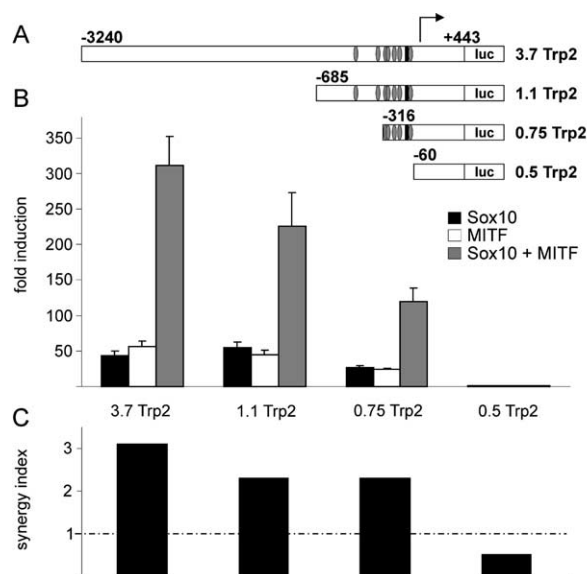 A
-3240
+443
luc
3.7 Trp2
-685
luc
1.1 Trp2
B
-316
luc
0.75 Trp2
-60
luc
0.5 Trp2
fold induction
350
300
250
200
150
100
50
Sox10
MITF
Sox10 + MITF
3.7 Trp2
1.1 Trp2
0.75 Trp2
0.5 Trp2
C
synergy index
3
2
1